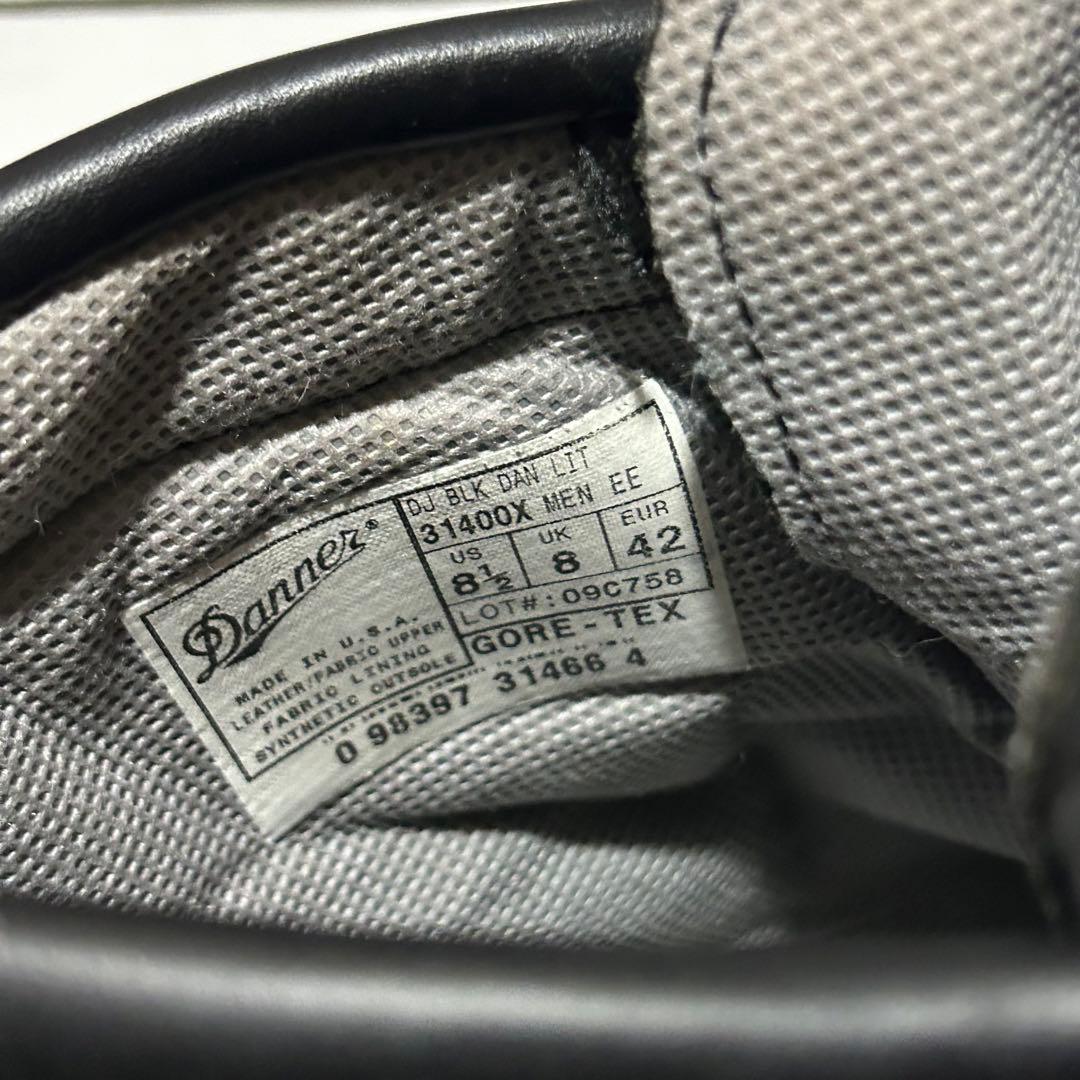 Danner®
MADE IN U.S.A.
LEATHER/FABRIC UPPER
FABRIC LINING
SYNTHETIC OUTSOLE
DJ BLK DAN LIT
31400X MEN EE
US UK EUR
8½ 8 42
LOT#:09C758
GORE-TEX
0 98397 31466 4